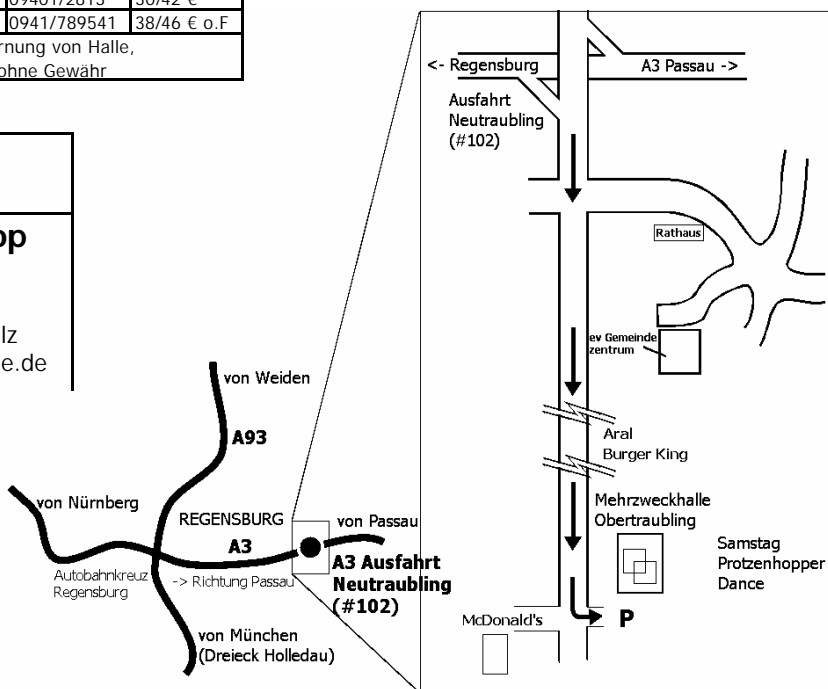 0941/789541 38/46 € o.F
rnung von Halle,
ohne Gewähr
op
lz
e.de
von Weiden
A93
von Nürnberg
REGENSBURG
von Passau
A3
A3 Ausfahrt
Neutraubling
(#102)
Autobahnkreuz
Regensburg
-> Richtung Passau
von München
(Dreieck Holledau)
<- Regensburg
A3 Passau ->
Ausfahrt
Neutraubling
(#102)
Rathaus
ev Gemeinde
zentrum
Aral
Burger King
Mehrzweckhalle
Obertraubling
Samstag
Protzenhopper
Dance
McDonald's
P